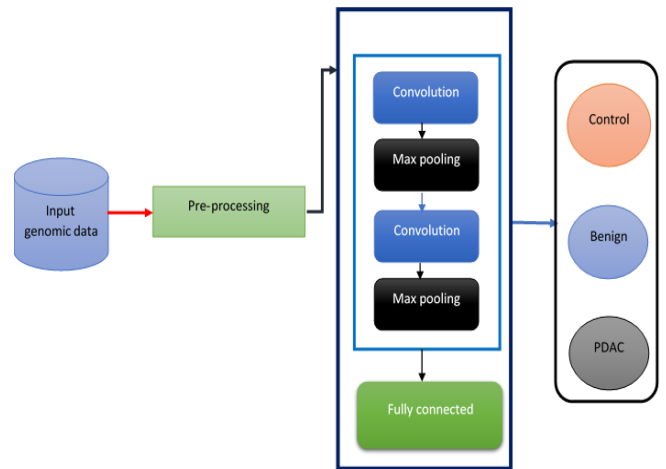 Input
genomic data
Pre-processing
Convolution
Max pooling
Convolution
Max pooling
Fully connected
Control
Benign
PDAC